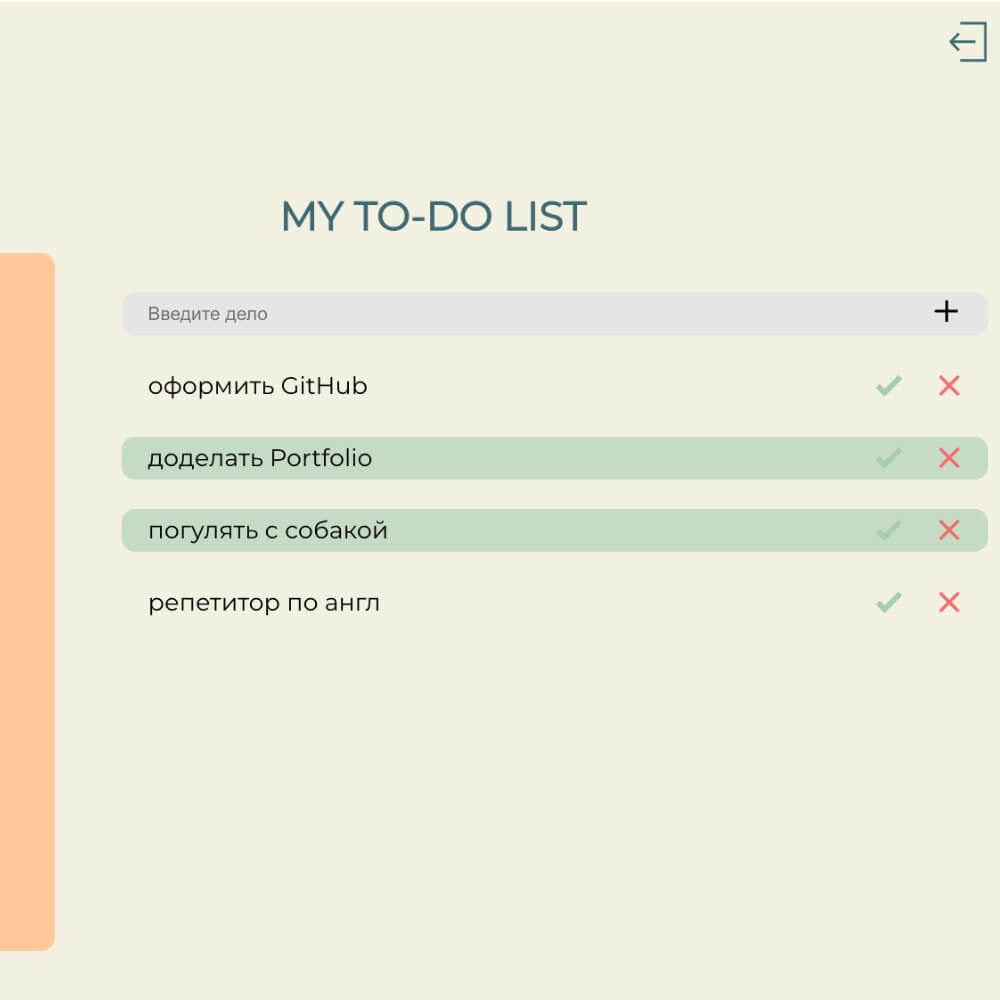 MY TO-DO LIST
Введите дело
оформить GitHub
доделать Portfolio
погулять с собакой
репетитор по англ